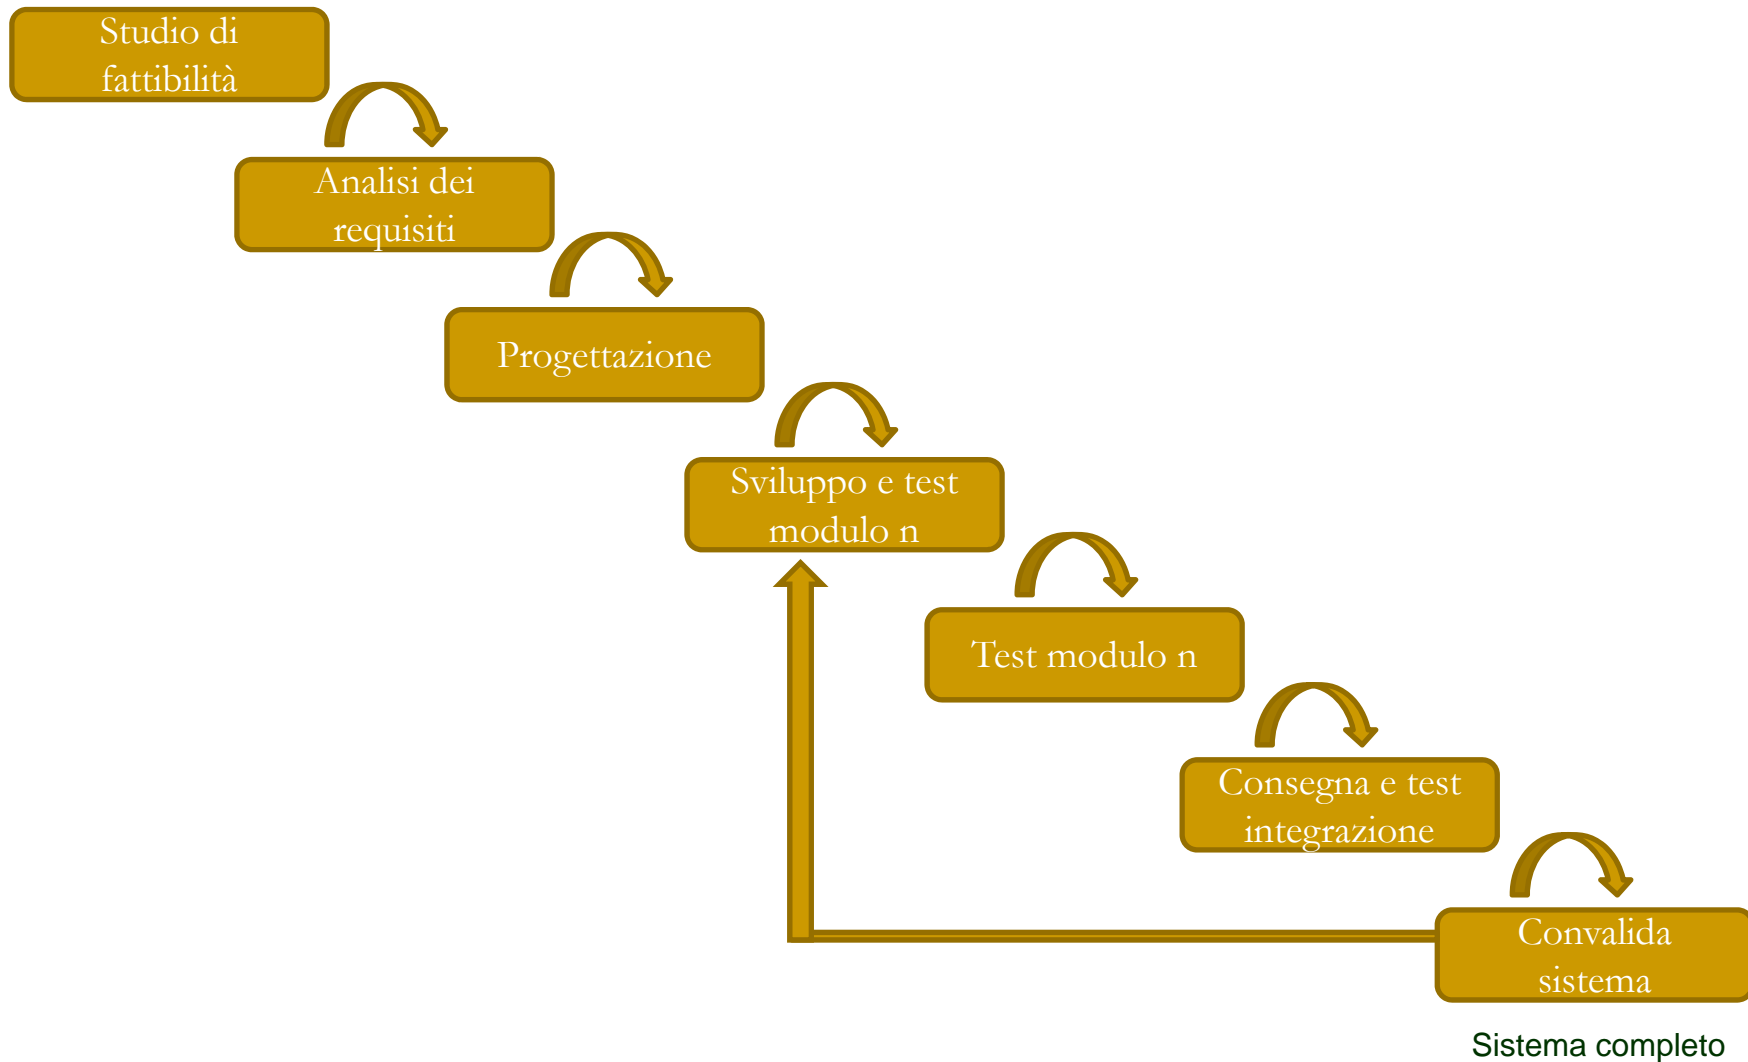 Studio di
fattibilità
Analisi dei
requisiti
Progettazione
Sviluppo e test
modulo n
Test modulo n
Consegna e test
integrazione
Convalida
sistema
Sistema completo